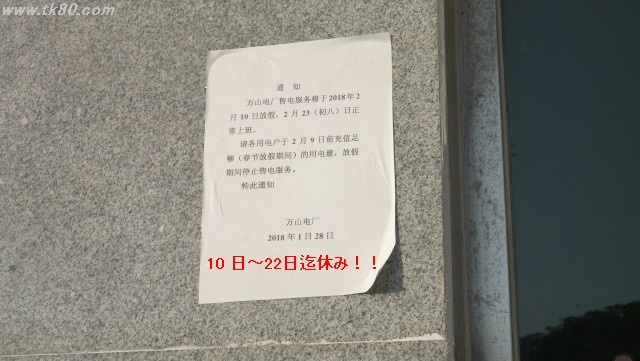 www.tk80.com
通 知
万山电厂售电服务将于2018年2
月10日放假，2月23（初八）日正
常上班。
请各用电户于2月9日前充值足
够（春节放假期间）的用电量，放假
期间停止售电服务。
特此通知
万山电厂
2018年1月28日
10日～22日迄休み！！